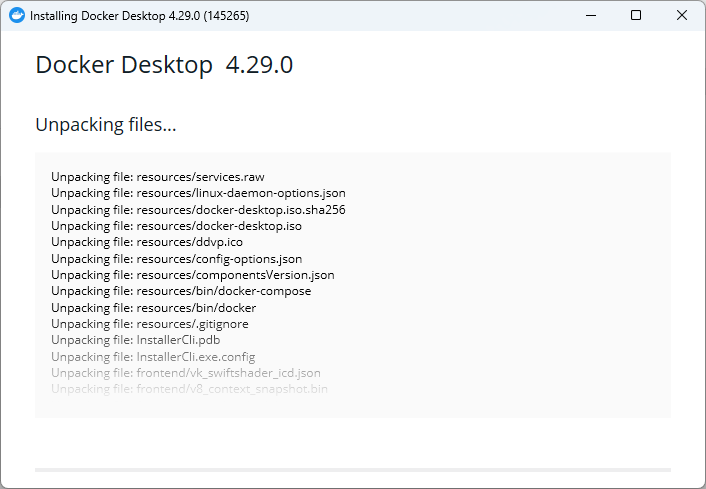 Installing Docker Desktop 4.29.0 (145265)
Docker Desktop 4.29.0
Unpacking files...
Unpacking file: resources/services.raw
Unpacking file: resources/linux-daemon-options.json
Unpacking file: resources/docker-desktop.iso.sha256
Unpacking file: resources/docker-desktop.iso
Unpacking file: resources/ddvp.ico
Unpacking file: resources/config-options.json
Unpacking file: resources/componentsVersion.json
Unpacking file: resources/bin/docker-compose
Unpacking file: resources/bin/docker
Unpacking file: resources/.gitignore
Unpacking file: InstallerCli.pdb
Unpacking file: InstallerCli.exe.config
Unpacking file: frontend/vk_swiftshader_icd.json
Unpacking file: frontend/v8_context_snapshot.bin